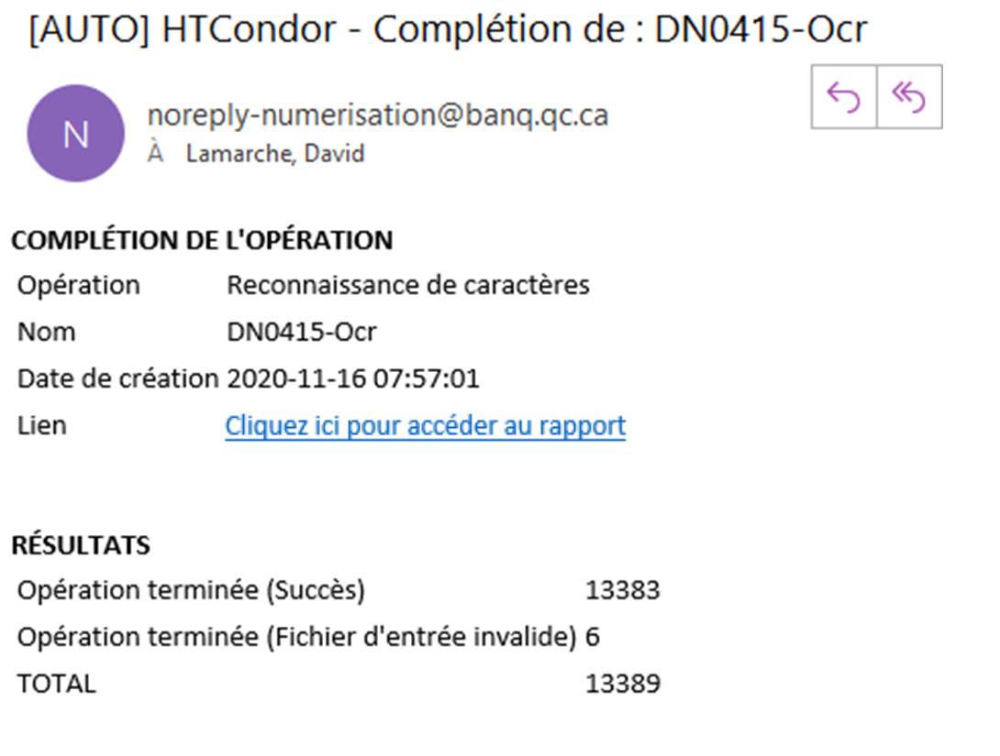 [AUTO] HTCondor - Complétion de : DN0415-Ocr
N
noreply-numerisation@banq.qc.ca
À Lamarche, David
COMPLÉTION DE L'OPÉRATION
Opération Reconnaissance de caractères
Nom DN0415-Ocr
Date de création 2020-11-16 07:57:01
Lien Cliquez ici pour accéder au rapport
RÉSULTATS
Opération terminée (Succès) 13383
Opération terminée (Fichier d'entrée invalide) 6
TOTAL 13389